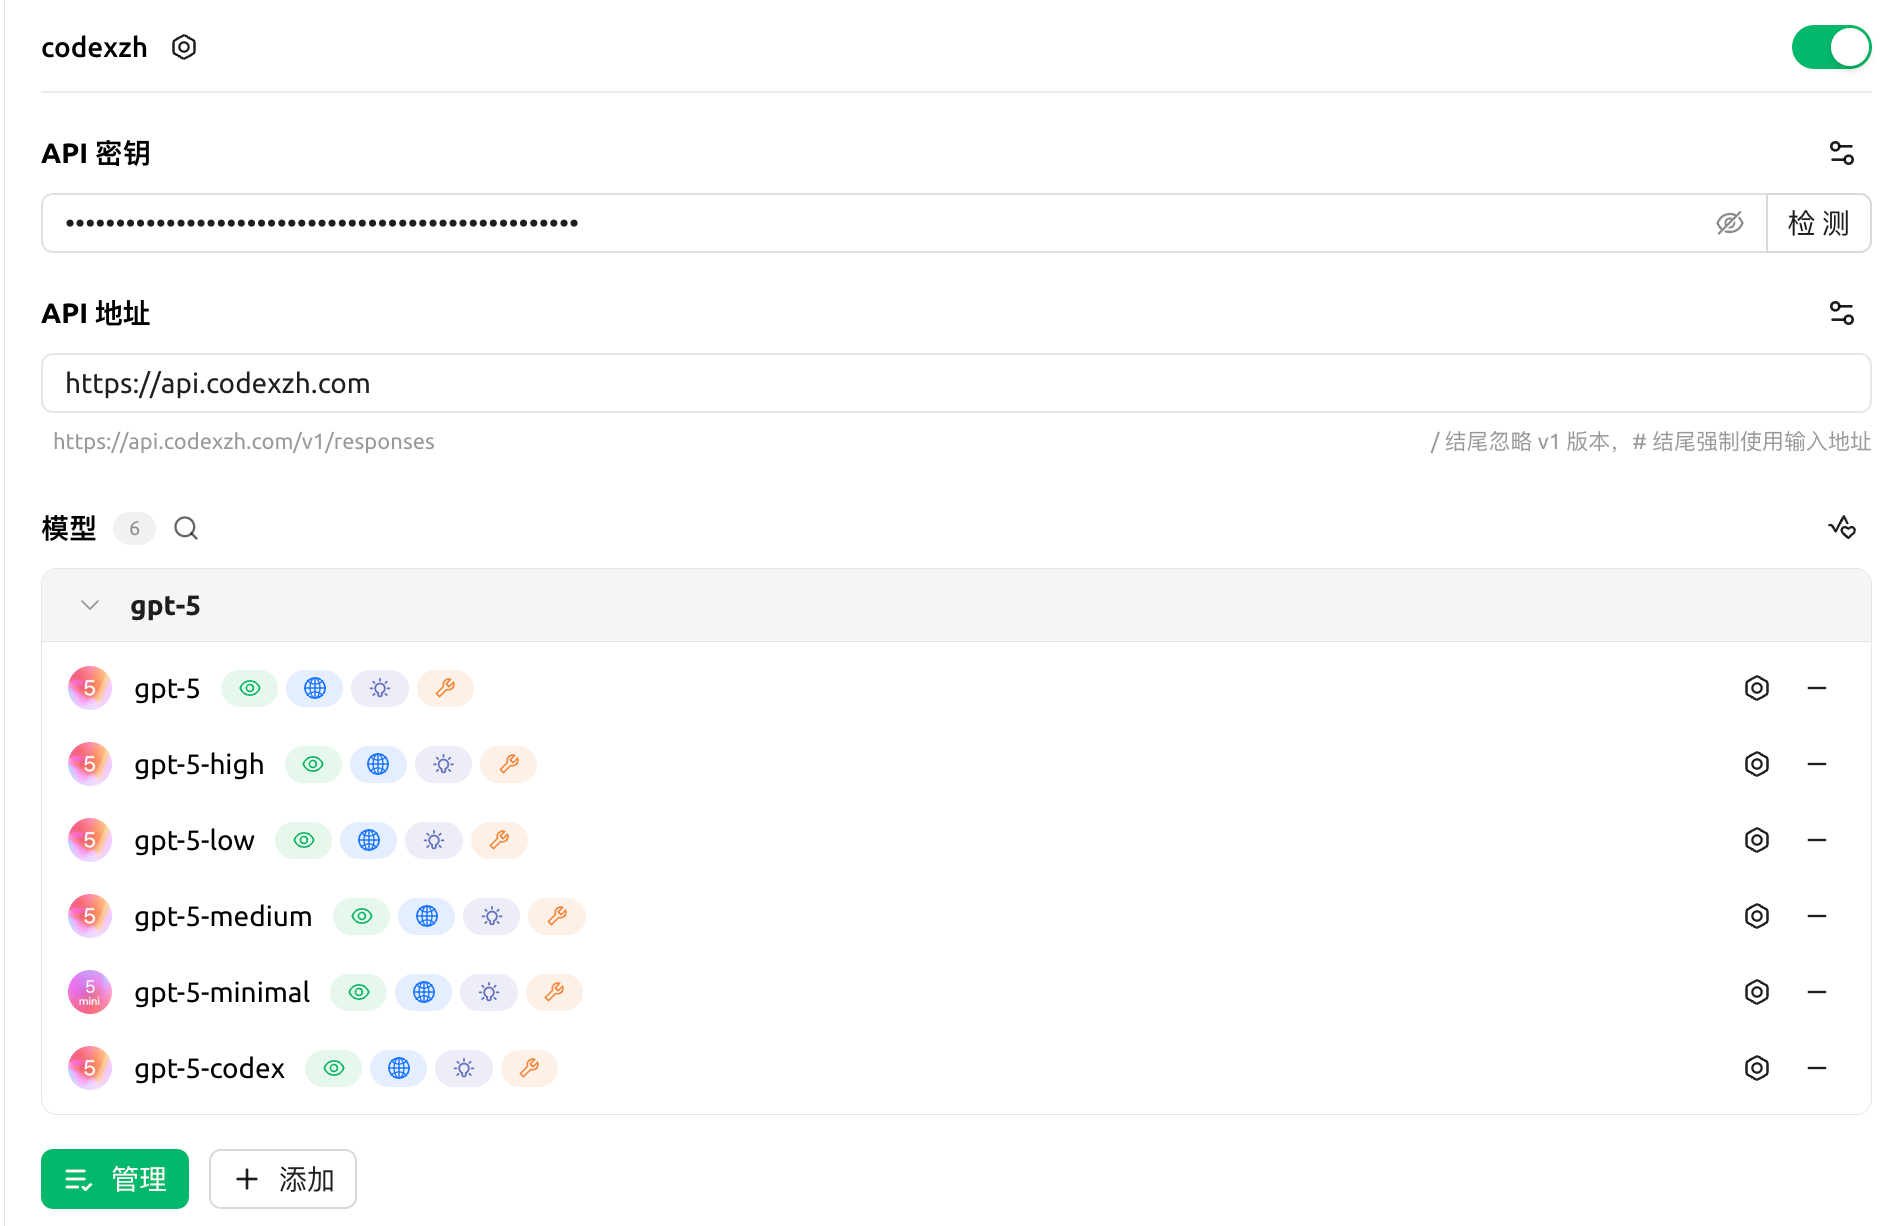 codexzh
API 密钥
••••••••••••••••••••••••••••••••••••••••••••••••••• 检 测
API 地址
https://api.codexzh.com
https://api.codexzh.com/v1/responses / 结尾忽略 v1 版本，# 结尾强制使用输入地址
模型 6
gpt-5
5 gpt-5
5 gpt-5-high
5 gpt-5-low
5 gpt-5-medium
5 mini gpt-5-minimal
5 gpt-5-codex
管理 添加